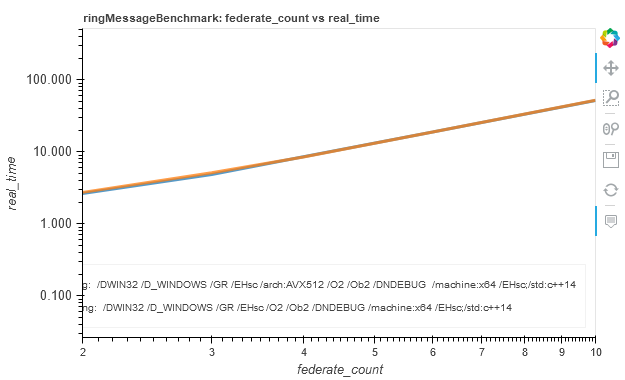 ringMessageBenchmark: federate_count vs real_time
100.000
10.000
1.000
0.100
real_time
g: /DWIN32 /D_WINDOWS /GR /EHsc /arch:AVX512 /O2 /Ob2 /DNDEBUG /machine:x64 /EHsc;/std:c++14
ng: /DWIN32 /D_WINDOWS /GR /EHsc /O2 /Ob2 /DNDEBUG /machine:x64 /EHsc;/std:c++14
2 3 4 5 6 7 8 9 10
federate_count